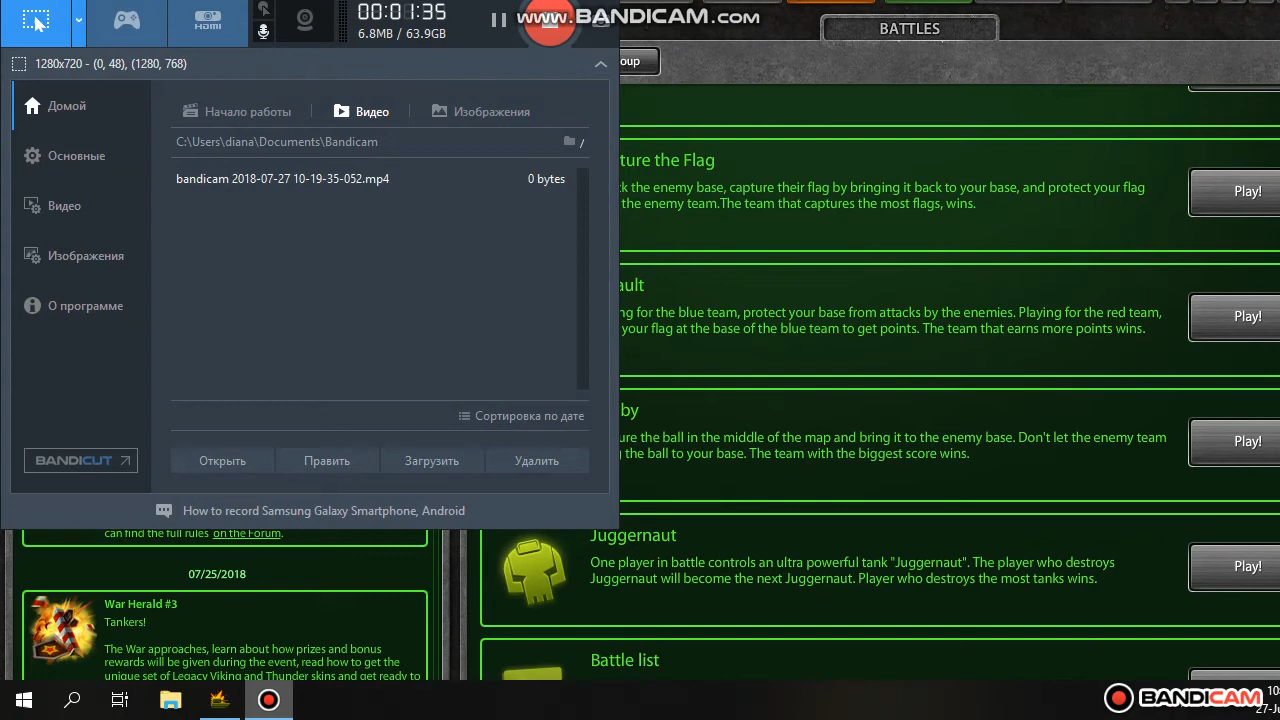 00:01:35
6.8MB / 63.9GB
www.BANDICAM.com
HDMI
1280x720 - (0, 48), (1280, 768)
Домой
Основные
Видео
Изображения
О программе
BANDICUT
Начало работы
Видео
Изображения
C:\Users\diana\Documents\Bandicam
/
bandicam 2018-07-27 10-19-35-052.mp4
0 bytes
Сортировка по дате
Открыть
Править
Загрузить
Удалить
How to record Samsung Galaxy Smartphone, Android
BATTLES
oup
ture the Flag
ck the enemy base, capture their flag by bringing it back to your base, and protect your flag
the enemy team.The team that captures the most flags, wins.
Play!
ault
ng for the blue team, protect your base from attacks by the enemies. Playing for the red team,
your flag at the base of the blue team to get points. The team that earns more points wins.
Play!
by
ure the ball in the middle of the map and bring it to the enemy base. Don't let the enemy team
g the ball to your base. The team with the biggest score wins.
Play!
Juggernaut
One player in battle controls an ultra powerful tank "Juggernaut". The player who destroys
Juggernaut will become the next Juggernaut. Player who destroys the most tanks wins.
Play!
Battle list
can find the full rules on the Forum.
07/25/2018
War Herald #3
Tankers!
The War approaches, learn about how prizes and bonus
rewards will be given during the event, read how to get the
unique set of Legacy Viking and Thunder skins and get ready to
BANDICAM
10:
27-Ju